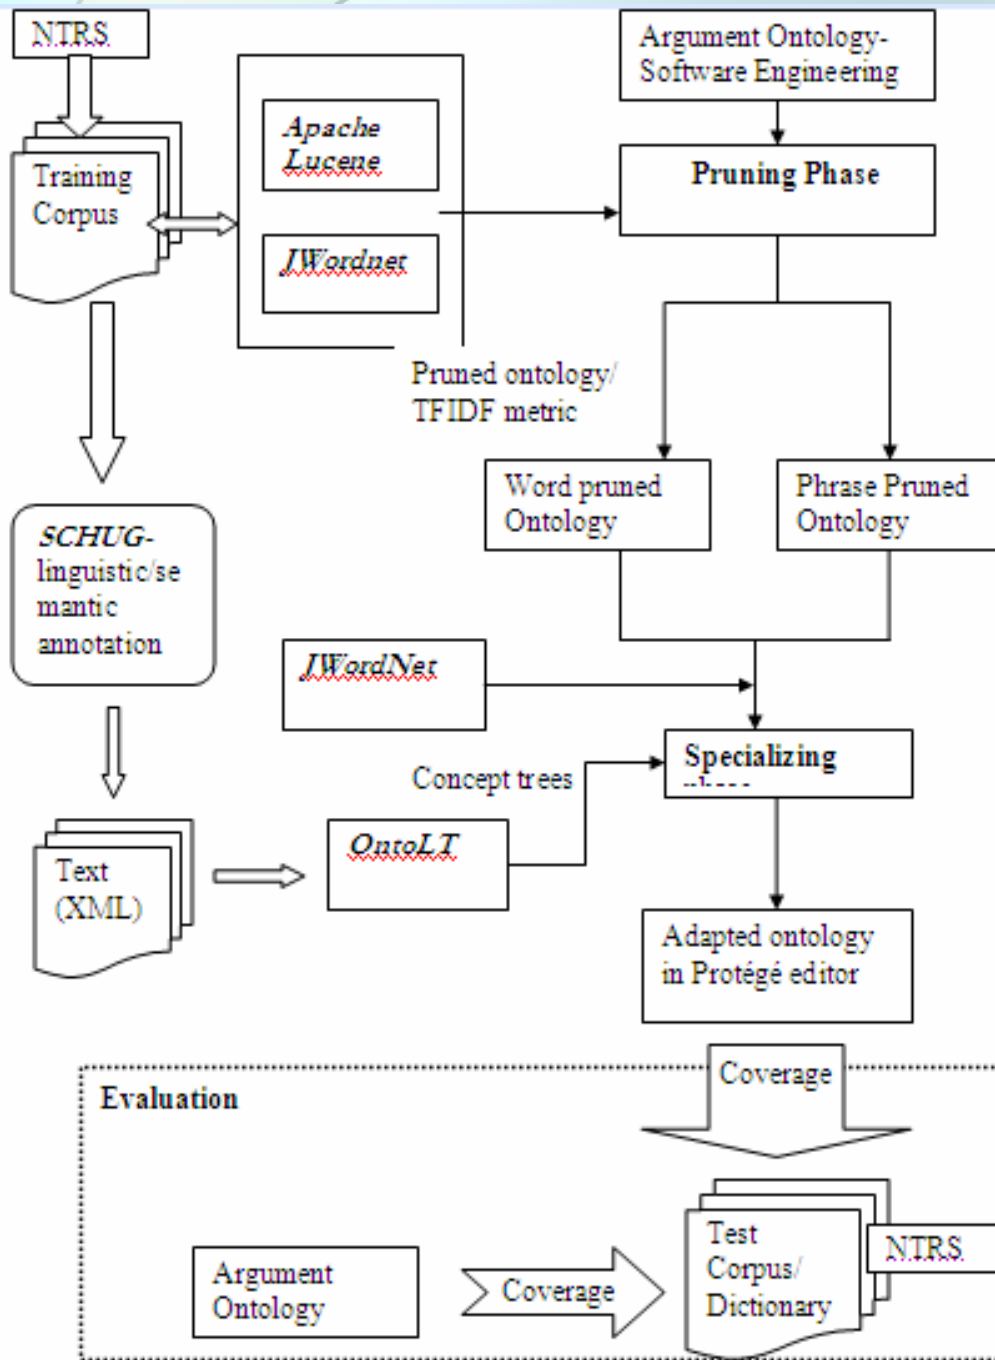 NTRS
Argument Ontology-
Software Engineering
Apache
Lucene
Training
Corpus
Pruning Phase
JWordnet
Pruned ontology/
TFIDF metric
Word pruned
Ontology
Phrase Pruned
Ontology
SCHUG-
linguistic/se
mantic
annotation
JWordNet
Specializing
Concept trees
OntoLT
Text
(XML)
Adapted ontology
in Protégé editor
Coverage
Evaluation
Test
Corpus/
Dictionary
NTRS
Argument
Ontology
Coverage